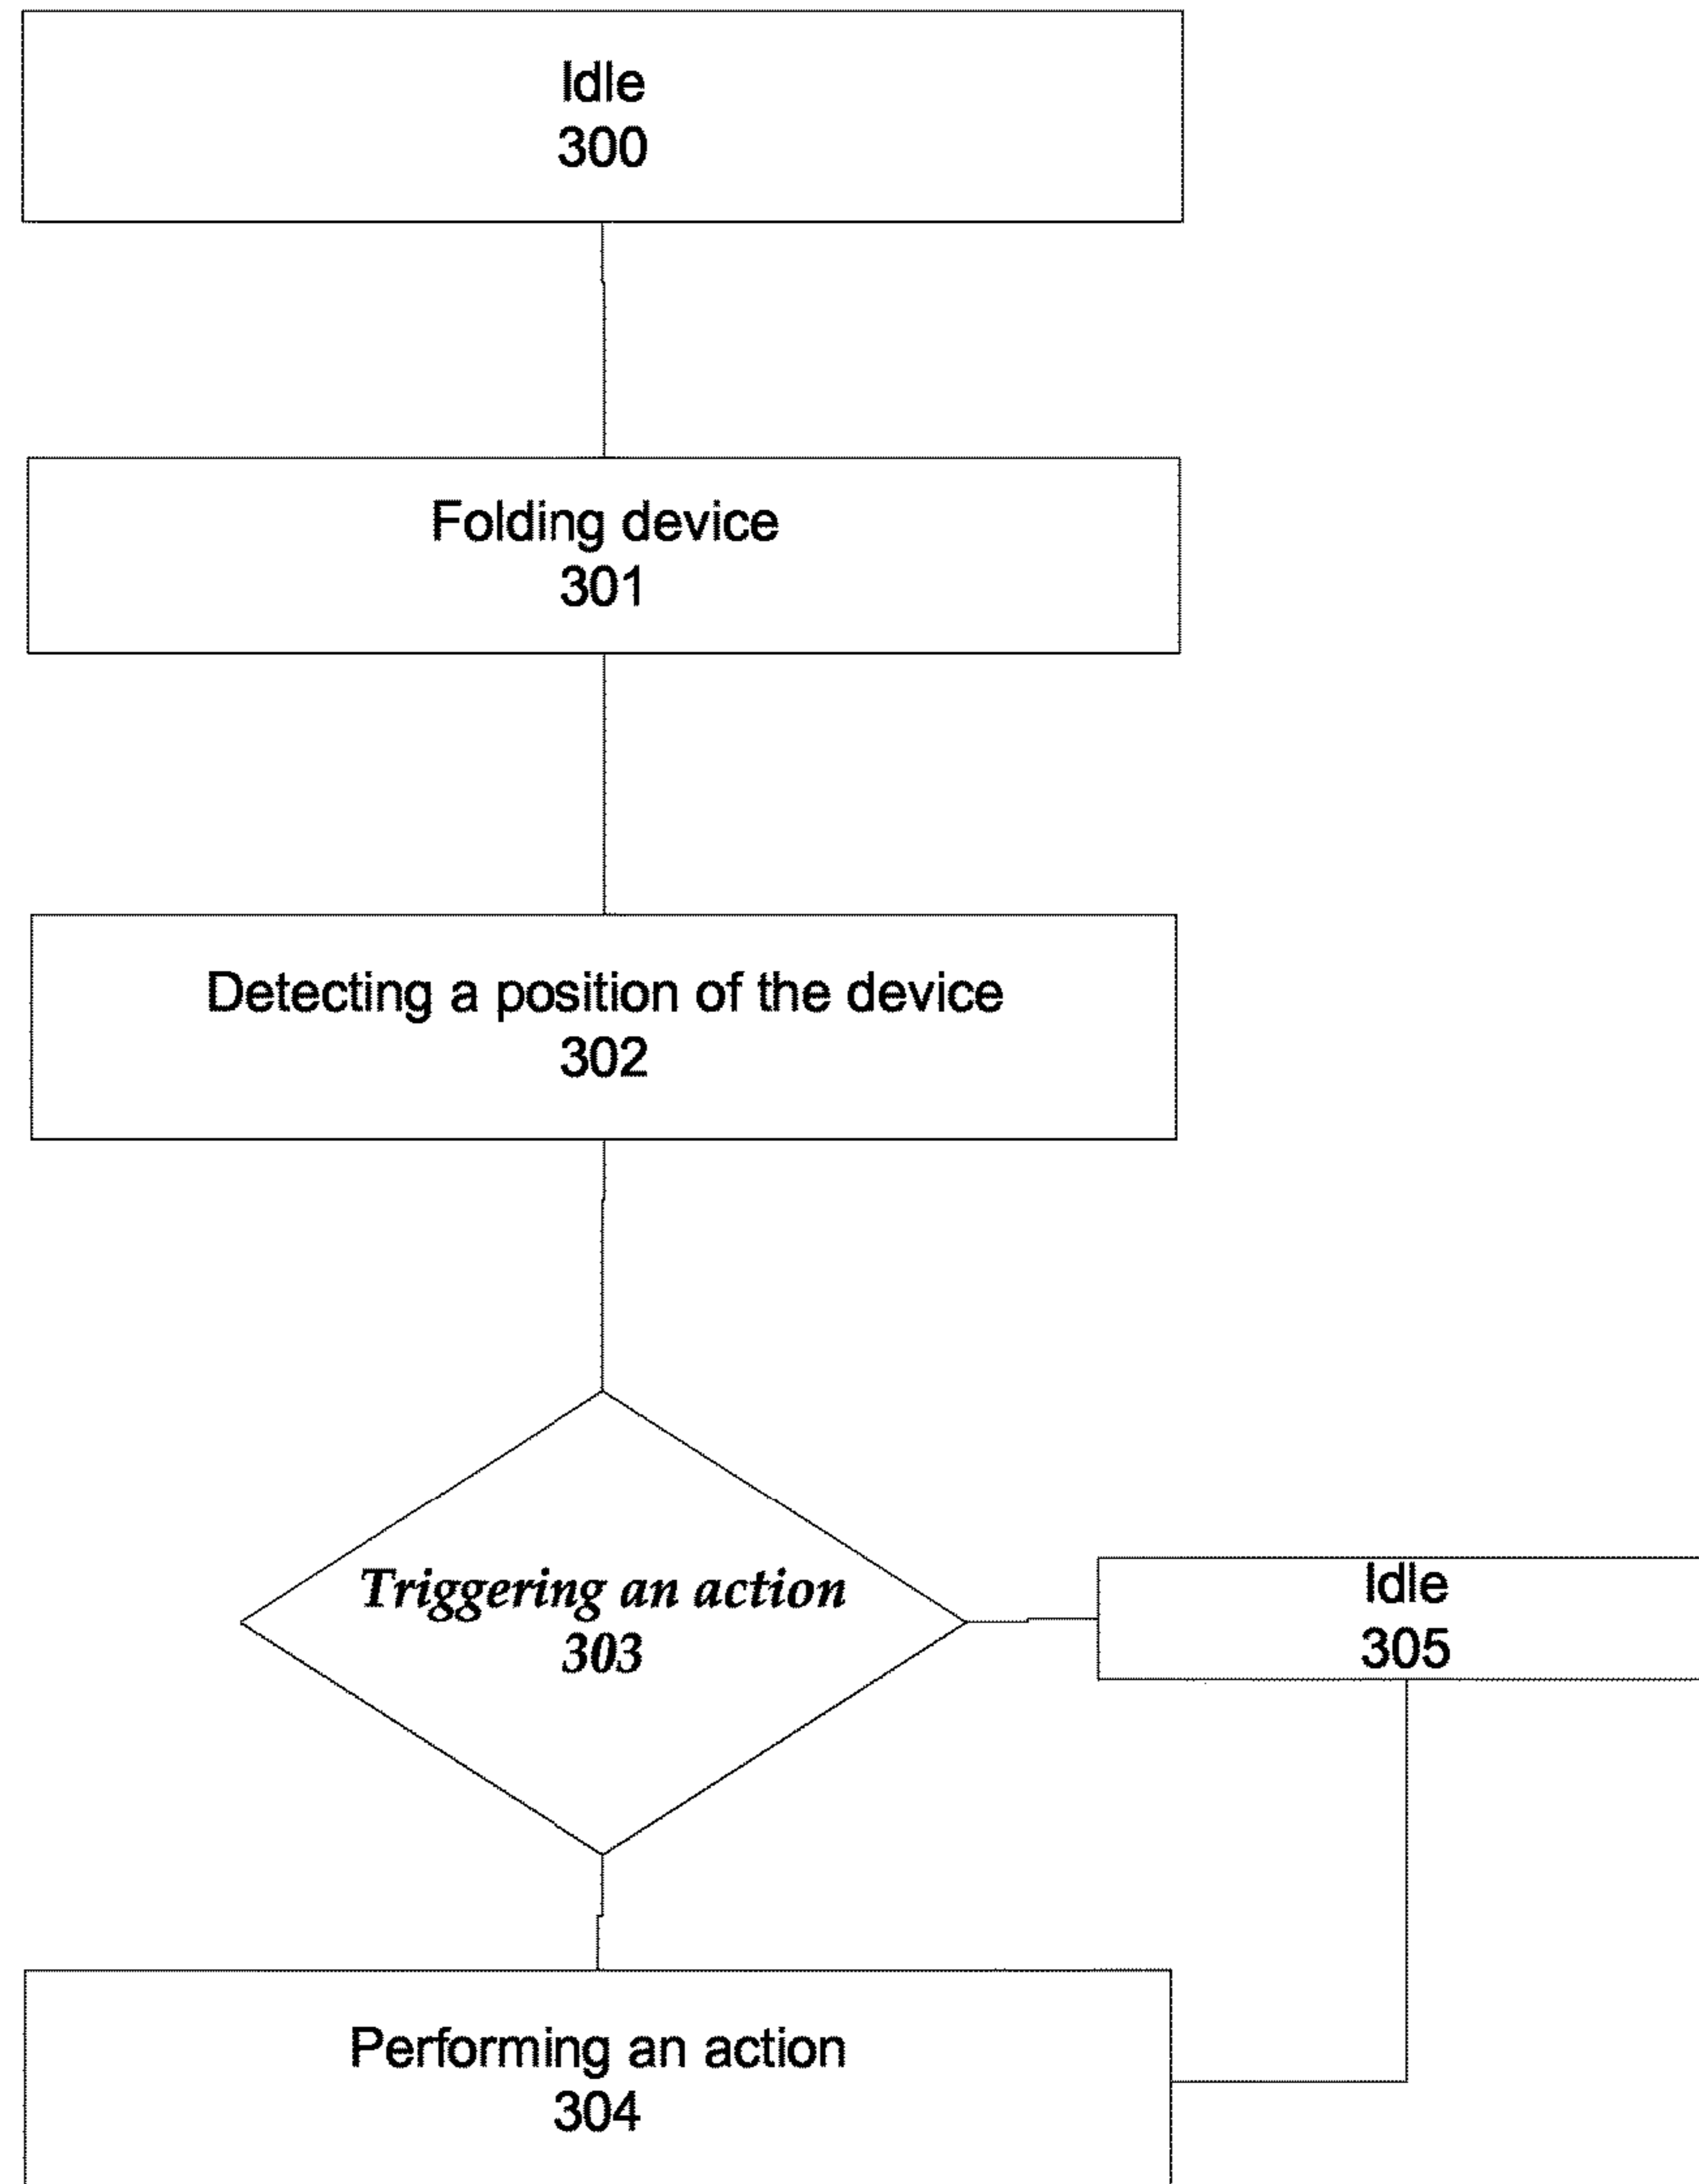 Idle
300
Folding device
301
Detecting a position of the device
302
Triggering an action
303
Idle
305
Performing an action
304